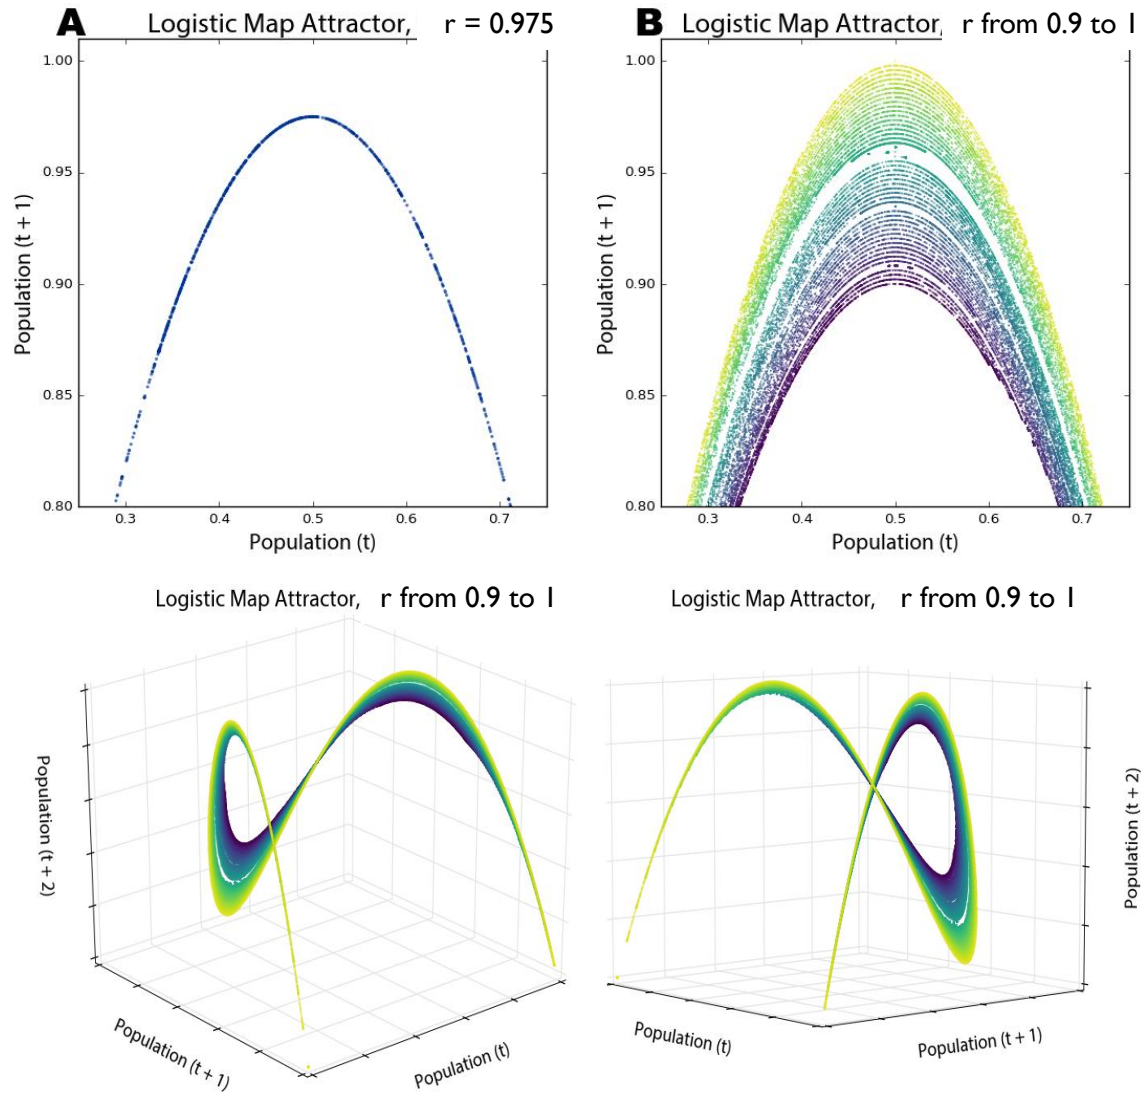 A Logistic Map Attractor, r = 0.975
1.00
0.95
0.90
0.85
0.80
0.3 0.4 0.5 0.6 0.7
Population (t + 1)
Population (t)
B Logistic Map Attractor, r from 0.9 to 1
1.00
0.95
0.90
0.85
0.80
0.3 0.4 0.5 0.6 0.7
Population (t + 1)
Population (t)
Logistic Map Attractor, r from 0.9 to 1
Population (t + 2)
Population (t + 1)
Population (t)
Logistic Map Attractor, r from 0.9 to 1
Population (t)
Population (t + 1)
Population (t + 2)